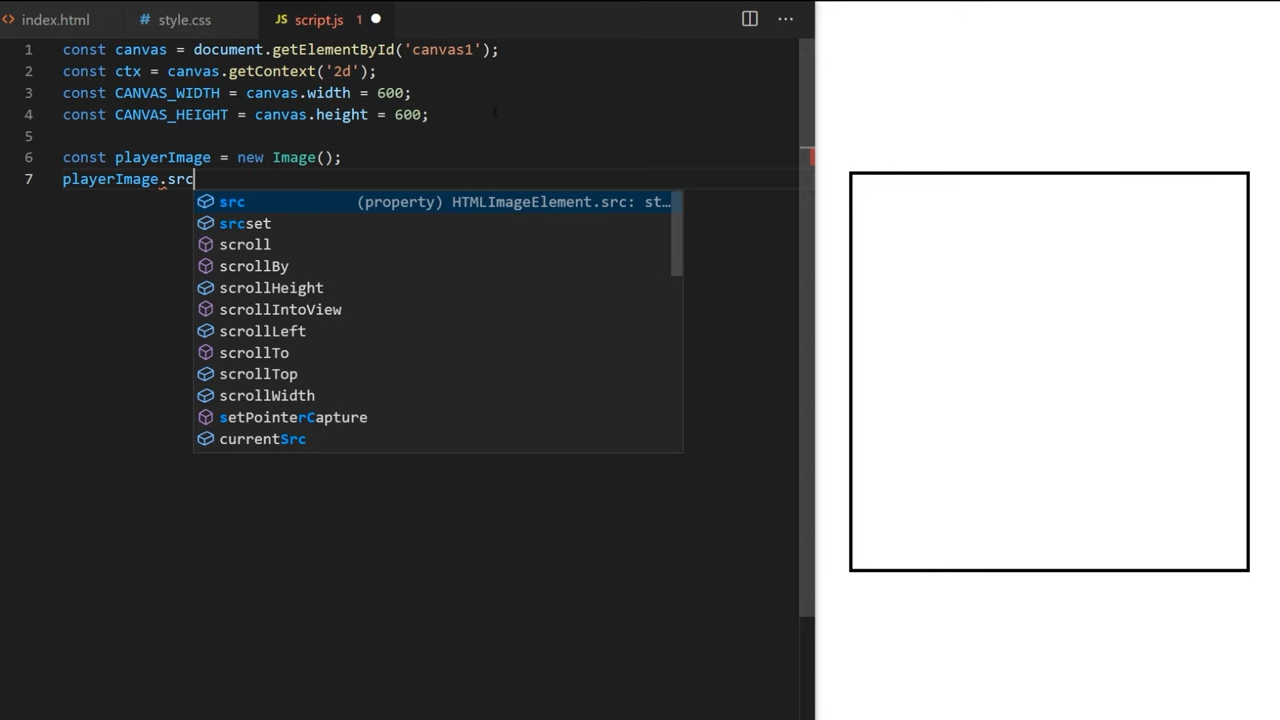 <> index.html # style.css JS script.js 1
1 const canvas = document.getElementById('canvas1');
2 const ctx = canvas.getContext('2d');
3 const CANVAS_WIDTH = canvas.width = 600;
4 const CANVAS_HEIGHT = canvas.height = 600;
5
6 const playerImage = new Image();
7 playerImage.src
src (property) HTMLImageElement.src: st…
srcset
scroll
scrollBy
scrollHeight
scrollIntoView
scrollLeft
scrollTo
scrollTop
scrollWidth
setPointerCapture
currentSrc